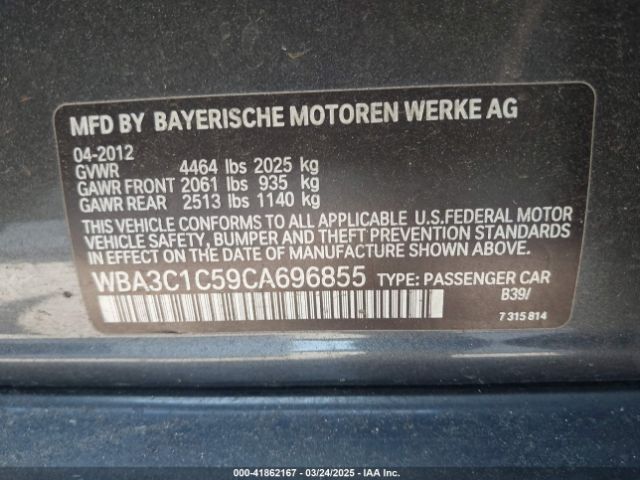 MFD BY BAYERISCHE MOTOREN WERKE AG
04-2012
GVWR 4464 lbs 2025 kg
GAWR FRONT 2061 lbs 935 kg
GAWR REAR 2513 lbs 1140 kg
THIS VEHICLE CONFORMS TO ALL APPLICABLE U.S.FEDERAL MOTOR
VEHICLE SAFETY, BUMPER AND THEFT PREVENTION STANDARDS
IN EFFECT ON THE DATE OF MANUFACTURE SHOWN ABOVE.
WBA3C1C59CA696855 TYPE: PASSENGER CAR
B39/
7 315 814
000-41862167 | 03/24/2025 | IAA Inc.